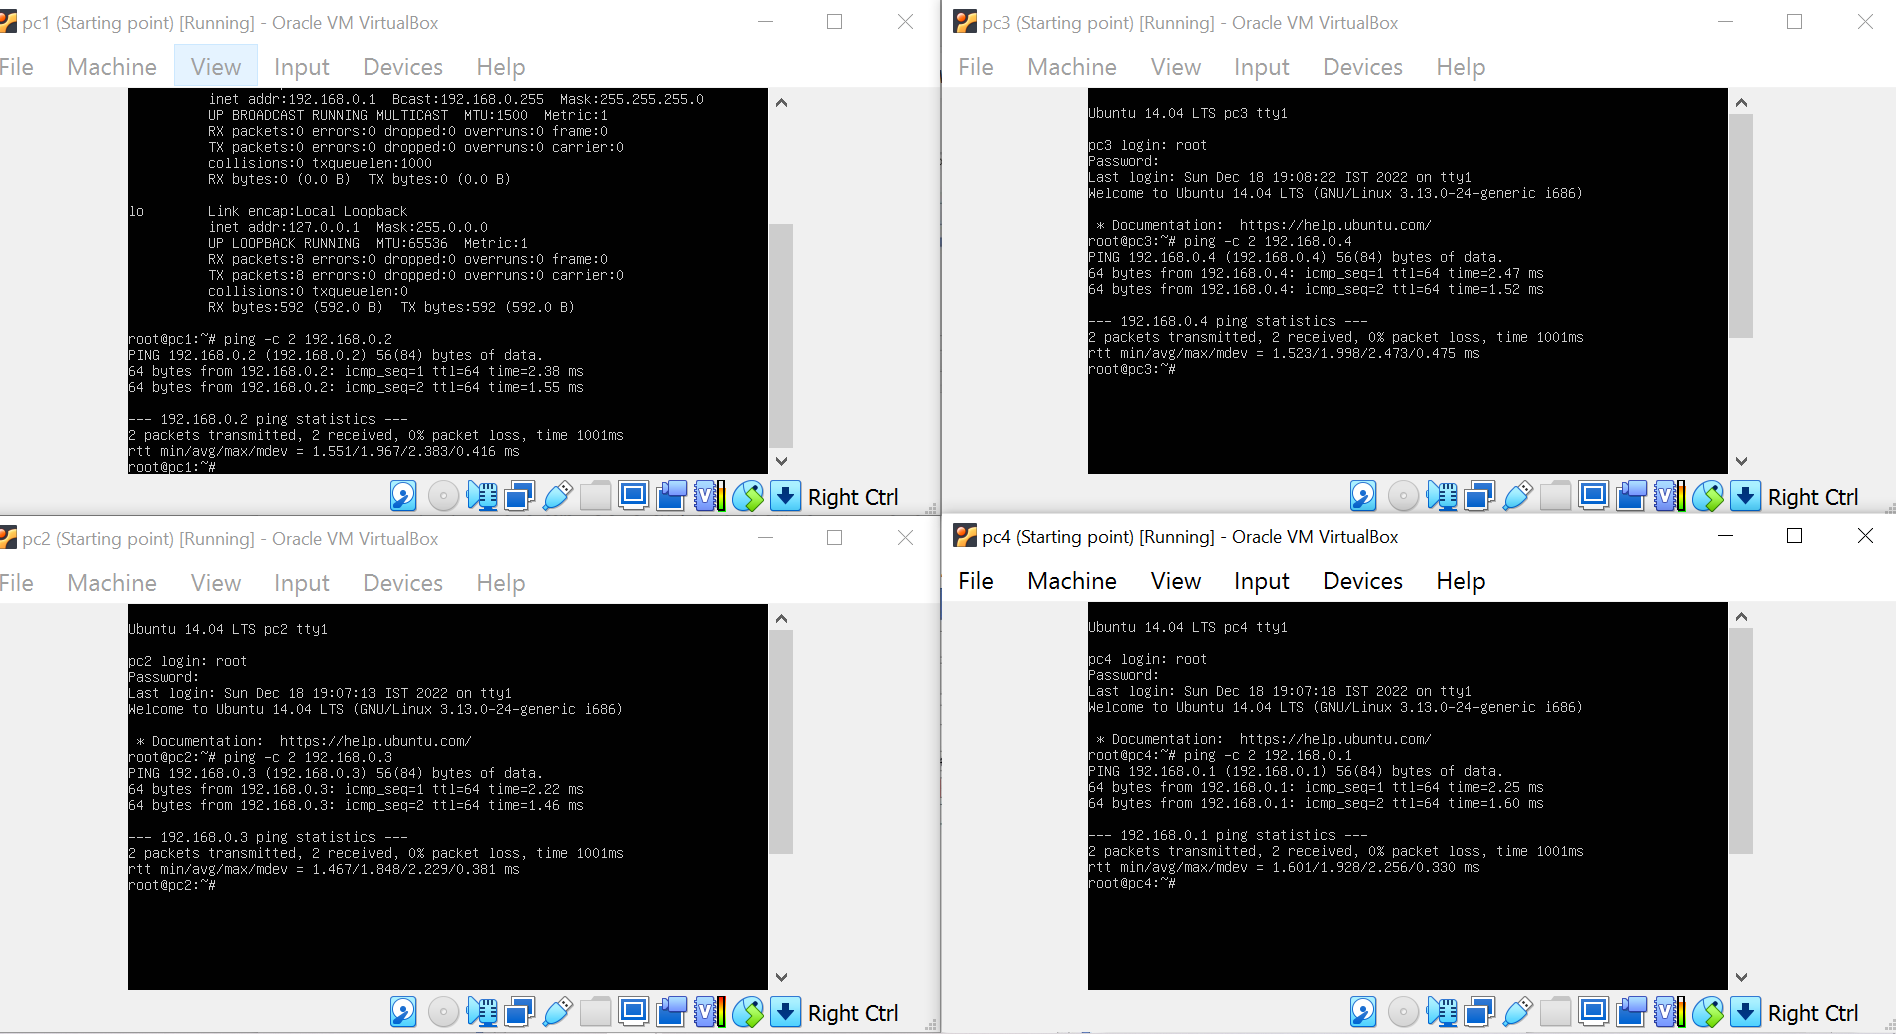 pc1 (Starting point) [Running] - Oracle VM VirtualBox
File Machine View Input Devices Help
inet addr:192.168.0.1 Bcast:192.168.0.255 Mask:255.255.255.0
UP BROADCAST RUNNING MULTICAST MTU:1500 Metric:1
RX packets:0 errors:0 dropped:0 overruns:0 frame:0
TX packets:0 errors:0 dropped:0 overruns:0 carrier:0
collisions:0 txqueuelen:1000
RX bytes:0 (0.0 B) TX bytes:0 (0.0 B)
lo Link encap:Local Loopback
inet addr:127.0.0.1 Mask:255.0.0.0
UP LOOPBACK RUNNING MTU:65536 Metric:1
RX packets:8 errors:0 dropped:0 overruns:0 frame:0
TX packets:8 errors:0 dropped:0 overruns:0 carrier:0
collisions:0 txqueuelen:0
RX bytes:592 (592.0 B) TX bytes:592 (592.0 B)
root@pc1:~# ping -c 2 192.168.0.2
PING 192.168.0.2 (192.168.0.2) 56(84) bytes of data.
64 bytes from 192.168.0.2: icmp_seq=1 ttl=64 time=2.38 ms
64 bytes from 192.168.0.2: icmp_seq=2 ttl=64 time=1.55 ms
--- 192.168.0.2 ping statistics ---
2 packets transmitted, 2 received, 0% packet loss, time 1001ms
rtt min/avg/max/mdev = 1.551/1.967/2.383/0.416 ms
root@pc1:~#
Right Ctrl
pc3 (Starting point) [Running] - Oracle VM VirtualBox
File Machine View Input Devices Help
Ubuntu 14.04 LTS pc3 tty1
pc3 login: root
Password:
Last login: Sun Dec 18 19:08:22 IST 2022 on tty1
Welcome to Ubuntu 14.04 LTS (GNU/Linux 3.13.0-24-generic i686)
* Documentation: https://help.ubuntu.com/
root@pc3:~# ping -c 2 192.168.0.4
PING 192.168.0.4 (192.168.0.4) 56(84) bytes of data.
64 bytes from 192.168.0.4: icmp_seq=1 ttl=64 time=2.47 ms
64 bytes from 192.168.0.4: icmp_seq=2 ttl=64 time=1.52 ms
--- 192.168.0.4 ping statistics ---
2 packets transmitted, 2 received, 0% packet loss, time 1001ms
rtt min/avg/max/mdev = 1.523/1.998/2.473/0.475 ms
root@pc3:~#
Right Ctrl
pc2 (Starting point) [Running] - Oracle VM VirtualBox
File Machine View Input Devices Help
Ubuntu 14.04 LTS pc2 tty1
pc2 login: root
Password:
Last login: Sun Dec 18 19:07:13 IST 2022 on tty1
Welcome to Ubuntu 14.04 LTS (GNU/Linux 3.13.0-24-generic i686)
* Documentation: https://help.ubuntu.com/
root@pc2:~# ping -c 2 192.168.0.3
PING 192.168.0.3 (192.168.0.3) 56(84) bytes of data.
64 bytes from 192.168.0.3: icmp_seq=1 ttl=64 time=2.22 ms
64 bytes from 192.168.0.3: icmp_seq=2 ttl=64 time=1.46 ms
--- 192.168.0.3 ping statistics ---
2 packets transmitted, 2 received, 0% packet loss, time 1001ms
rtt min/avg/max/mdev = 1.467/1.848/2.229/0.381 ms
root@pc2:~#
Right Ctrl
pc4 (Starting point) [Running] - Oracle VM VirtualBox
File Machine View Input Devices Help
Ubuntu 14.04 LTS pc4 tty1
pc4 login: root
Password:
Last login: Sun Dec 18 19:07:18 IST 2022 on tty1
Welcome to Ubuntu 14.04 LTS (GNU/Linux 3.13.0-24-generic i686)
* Documentation: https://help.ubuntu.com/
root@pc4:~# ping -c 2 192.168.0.1
PING 192.168.0.1 (192.168.0.1) 56(84) bytes of data.
64 bytes from 192.168.0.1: icmp_seq=1 ttl=64 time=2.25 ms
64 bytes from 192.168.0.1: icmp_seq=2 ttl=64 time=1.60 ms
--- 192.168.0.1 ping statistics ---
2 packets transmitted, 2 received, 0% packet loss, time 1001ms
rtt min/avg/max/mdev = 1.601/1.928/2.256/0.330 ms
root@pc4:~#
Right Ctrl